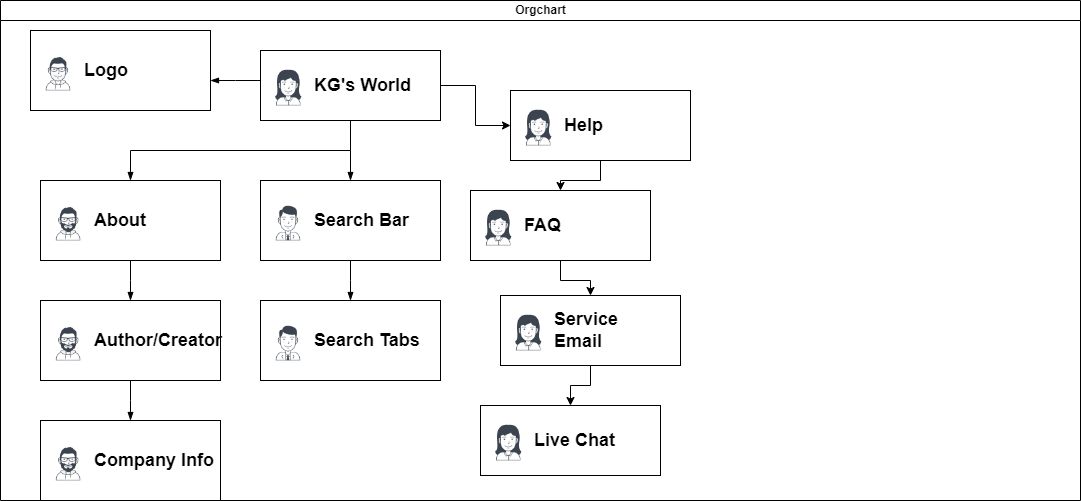 Orgchart
Logo
KG's World
Help
About
Search Bar
FAQ
Author/Creator
Search Tabs
Service
Email
Company Info
Live Chat